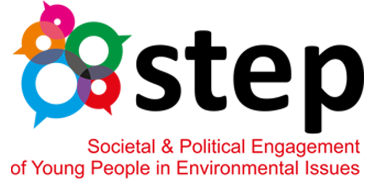 step
Societal & Political Engagement
of Young People in Environmental Issues